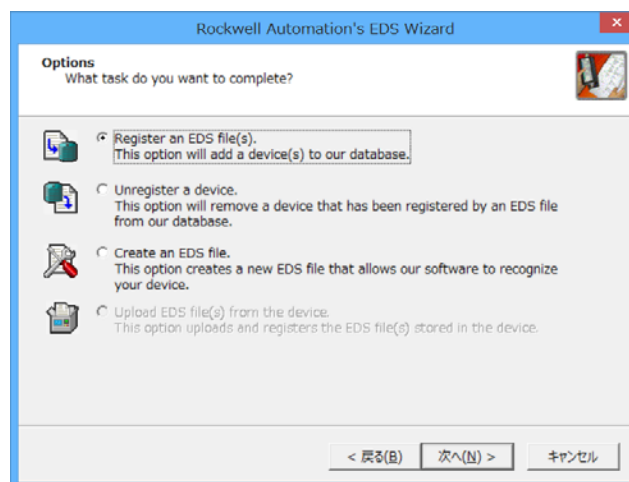 Rockwell Automation's EDS Wizard
Options
What task do you want to complete?
Register an EDS file(s).
This option will add a device(s) to our database.
Unregister a device.
This option will remove a device that has been registered by an EDS file
from our database.
Create an EDS file.
This option creates a new EDS file that allows our software to recognize
your device.
Upload EDS file(s) from the device.
This option uploads and registers the EDS file(s) stored in the device.
< 戻る(B) 次へ(N) > キャンセル